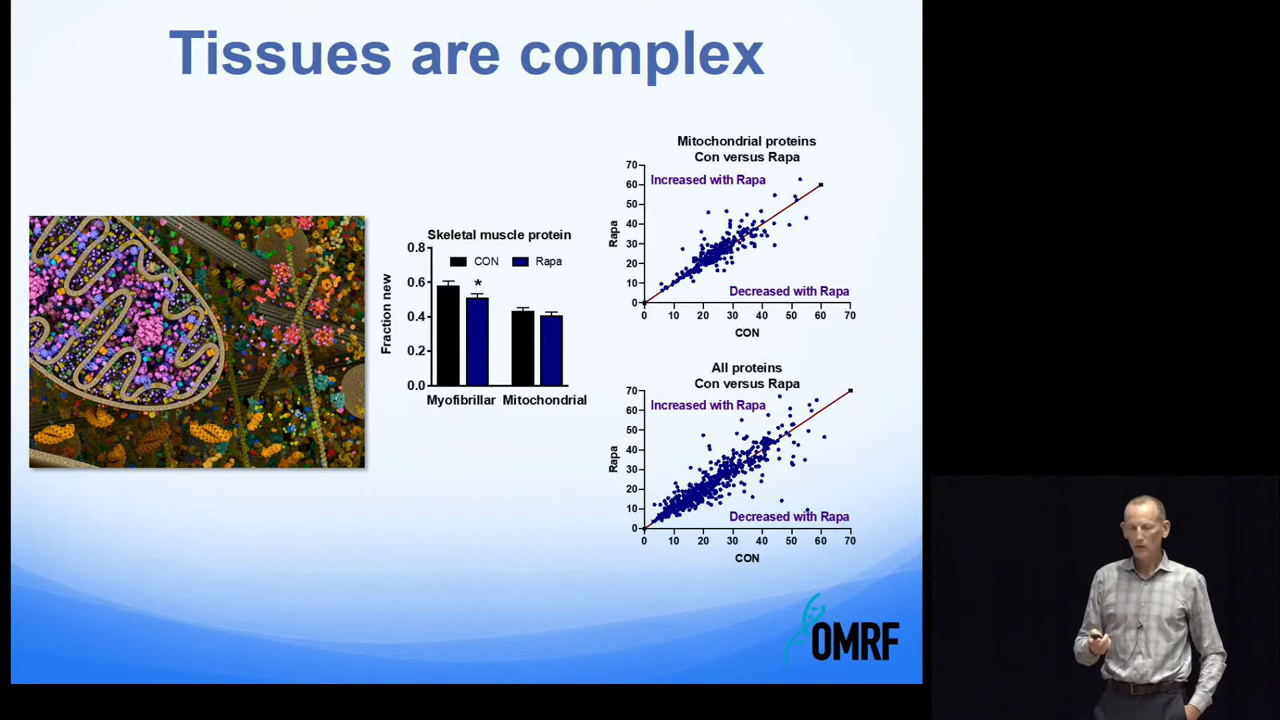 Tissues are complex
Skeletal muscle protein
CON
Rapa
Fraction new
0.8
0.6
0.4
0.2
0.0
*
Myofibrillar
Mitochondrial
Mitochondrial proteins
Con versus Rapa
Increased with Rapa
Decreased with Rapa
Rapa
70
60
50
40
30
20
10
0
0 10 20 30 40 50 60 70
CON
All proteins
Con versus Rapa
Increased with Rapa
Decreased with Rapa
Rapa
70
60
50
40
30
20
10
0
0 10 20 30 40 50 60 70
CON
OMRF